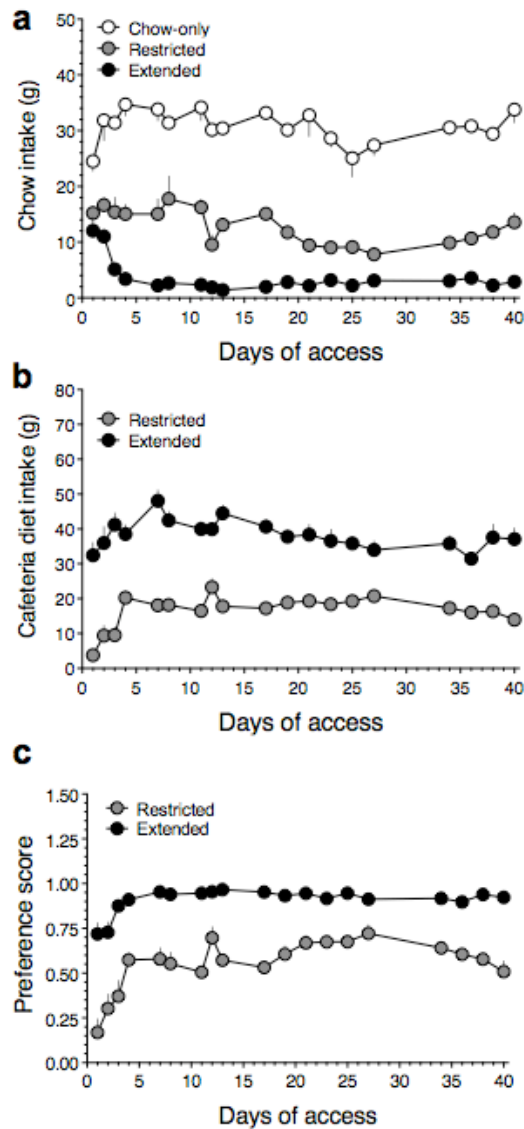 a
Chow-only
Restricted
Extended
Chow intake (g)
50
40
30
20
10
0
0 5 10 15 20 25 30 35 40
Days of access
b
Restricted
Extended
Cafeteria diet intake (g)
80
70
60
50
40
30
20
10
0
0 5 10 15 20 25 30 35 40
Days of access
c
Restricted
Extended
Preference score
1.50
1.25
1.00
0.75
0.50
0.25
0.00
0 5 10 15 20 25 30 35 40
Days of access